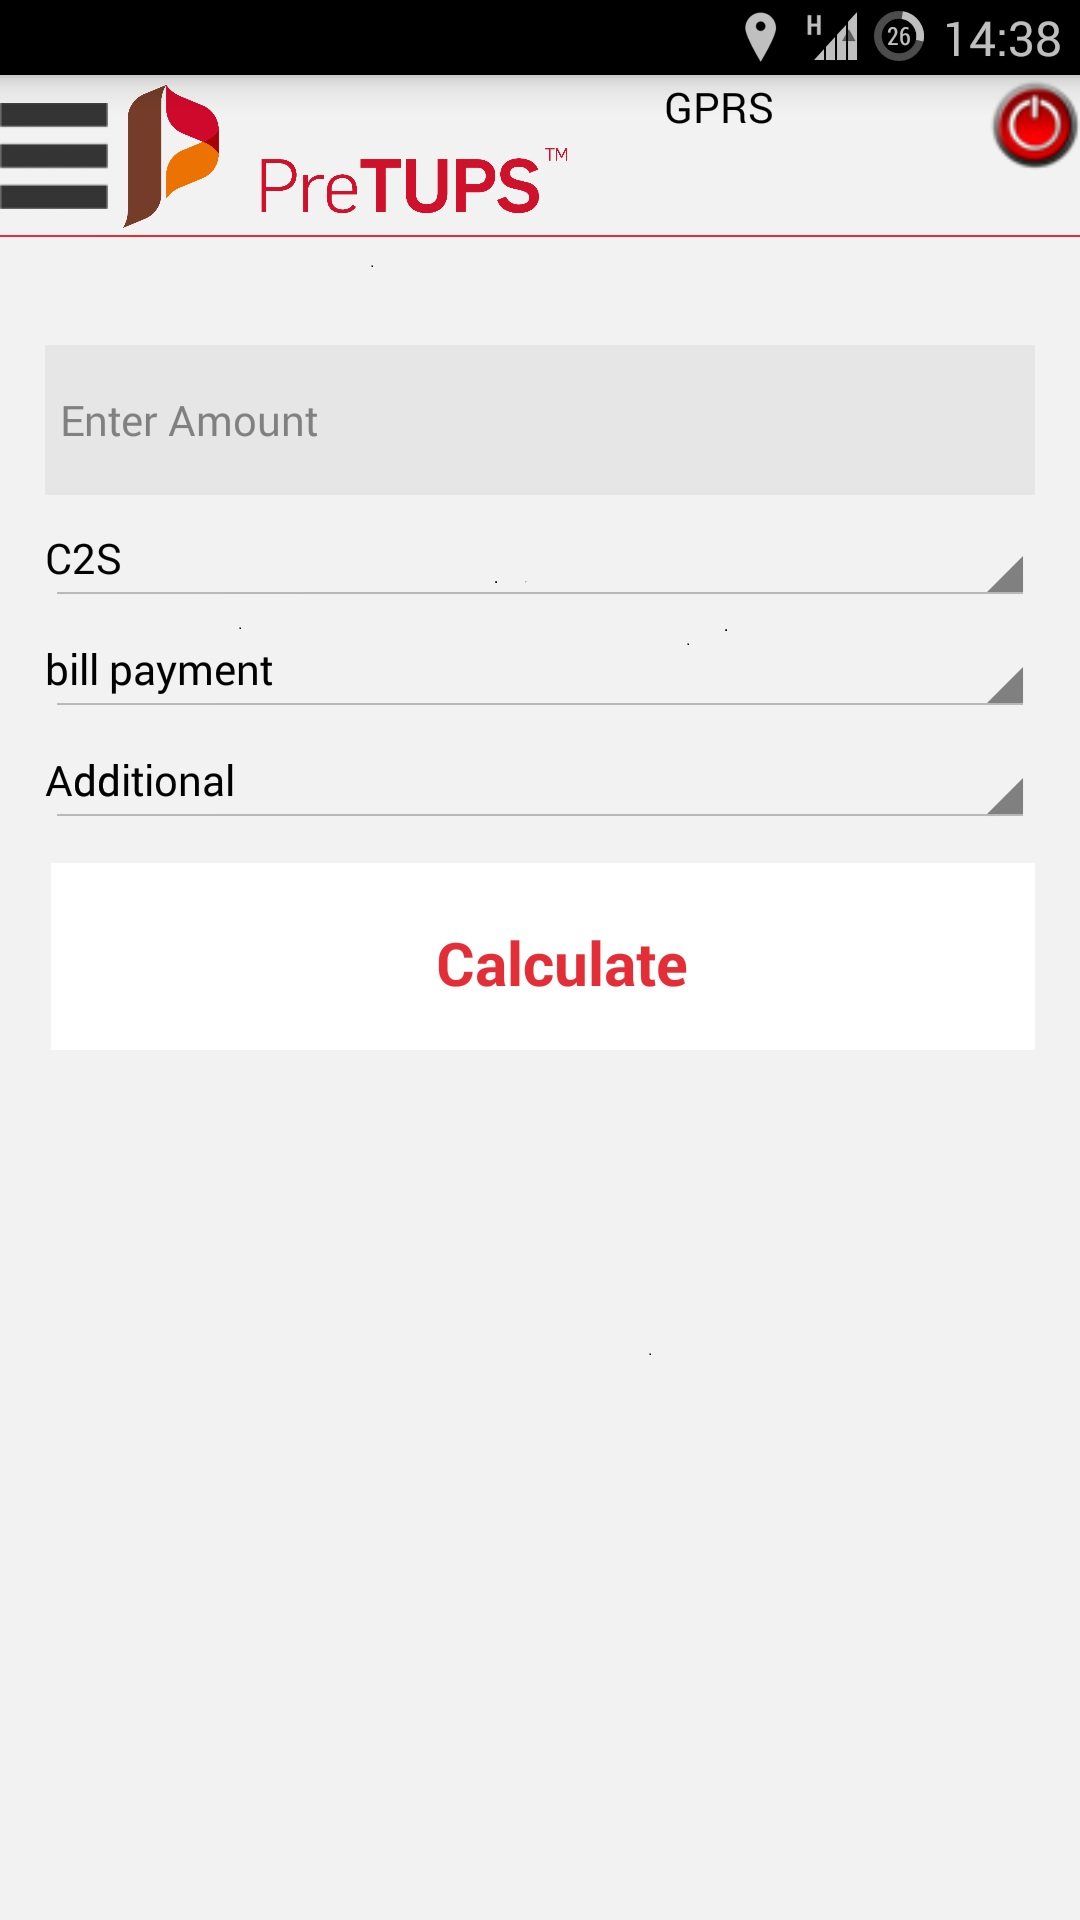 H 26 14:38
GPRS
PreTUPS™
Enter Amount
C2S
bill payment
Additional
Calculate